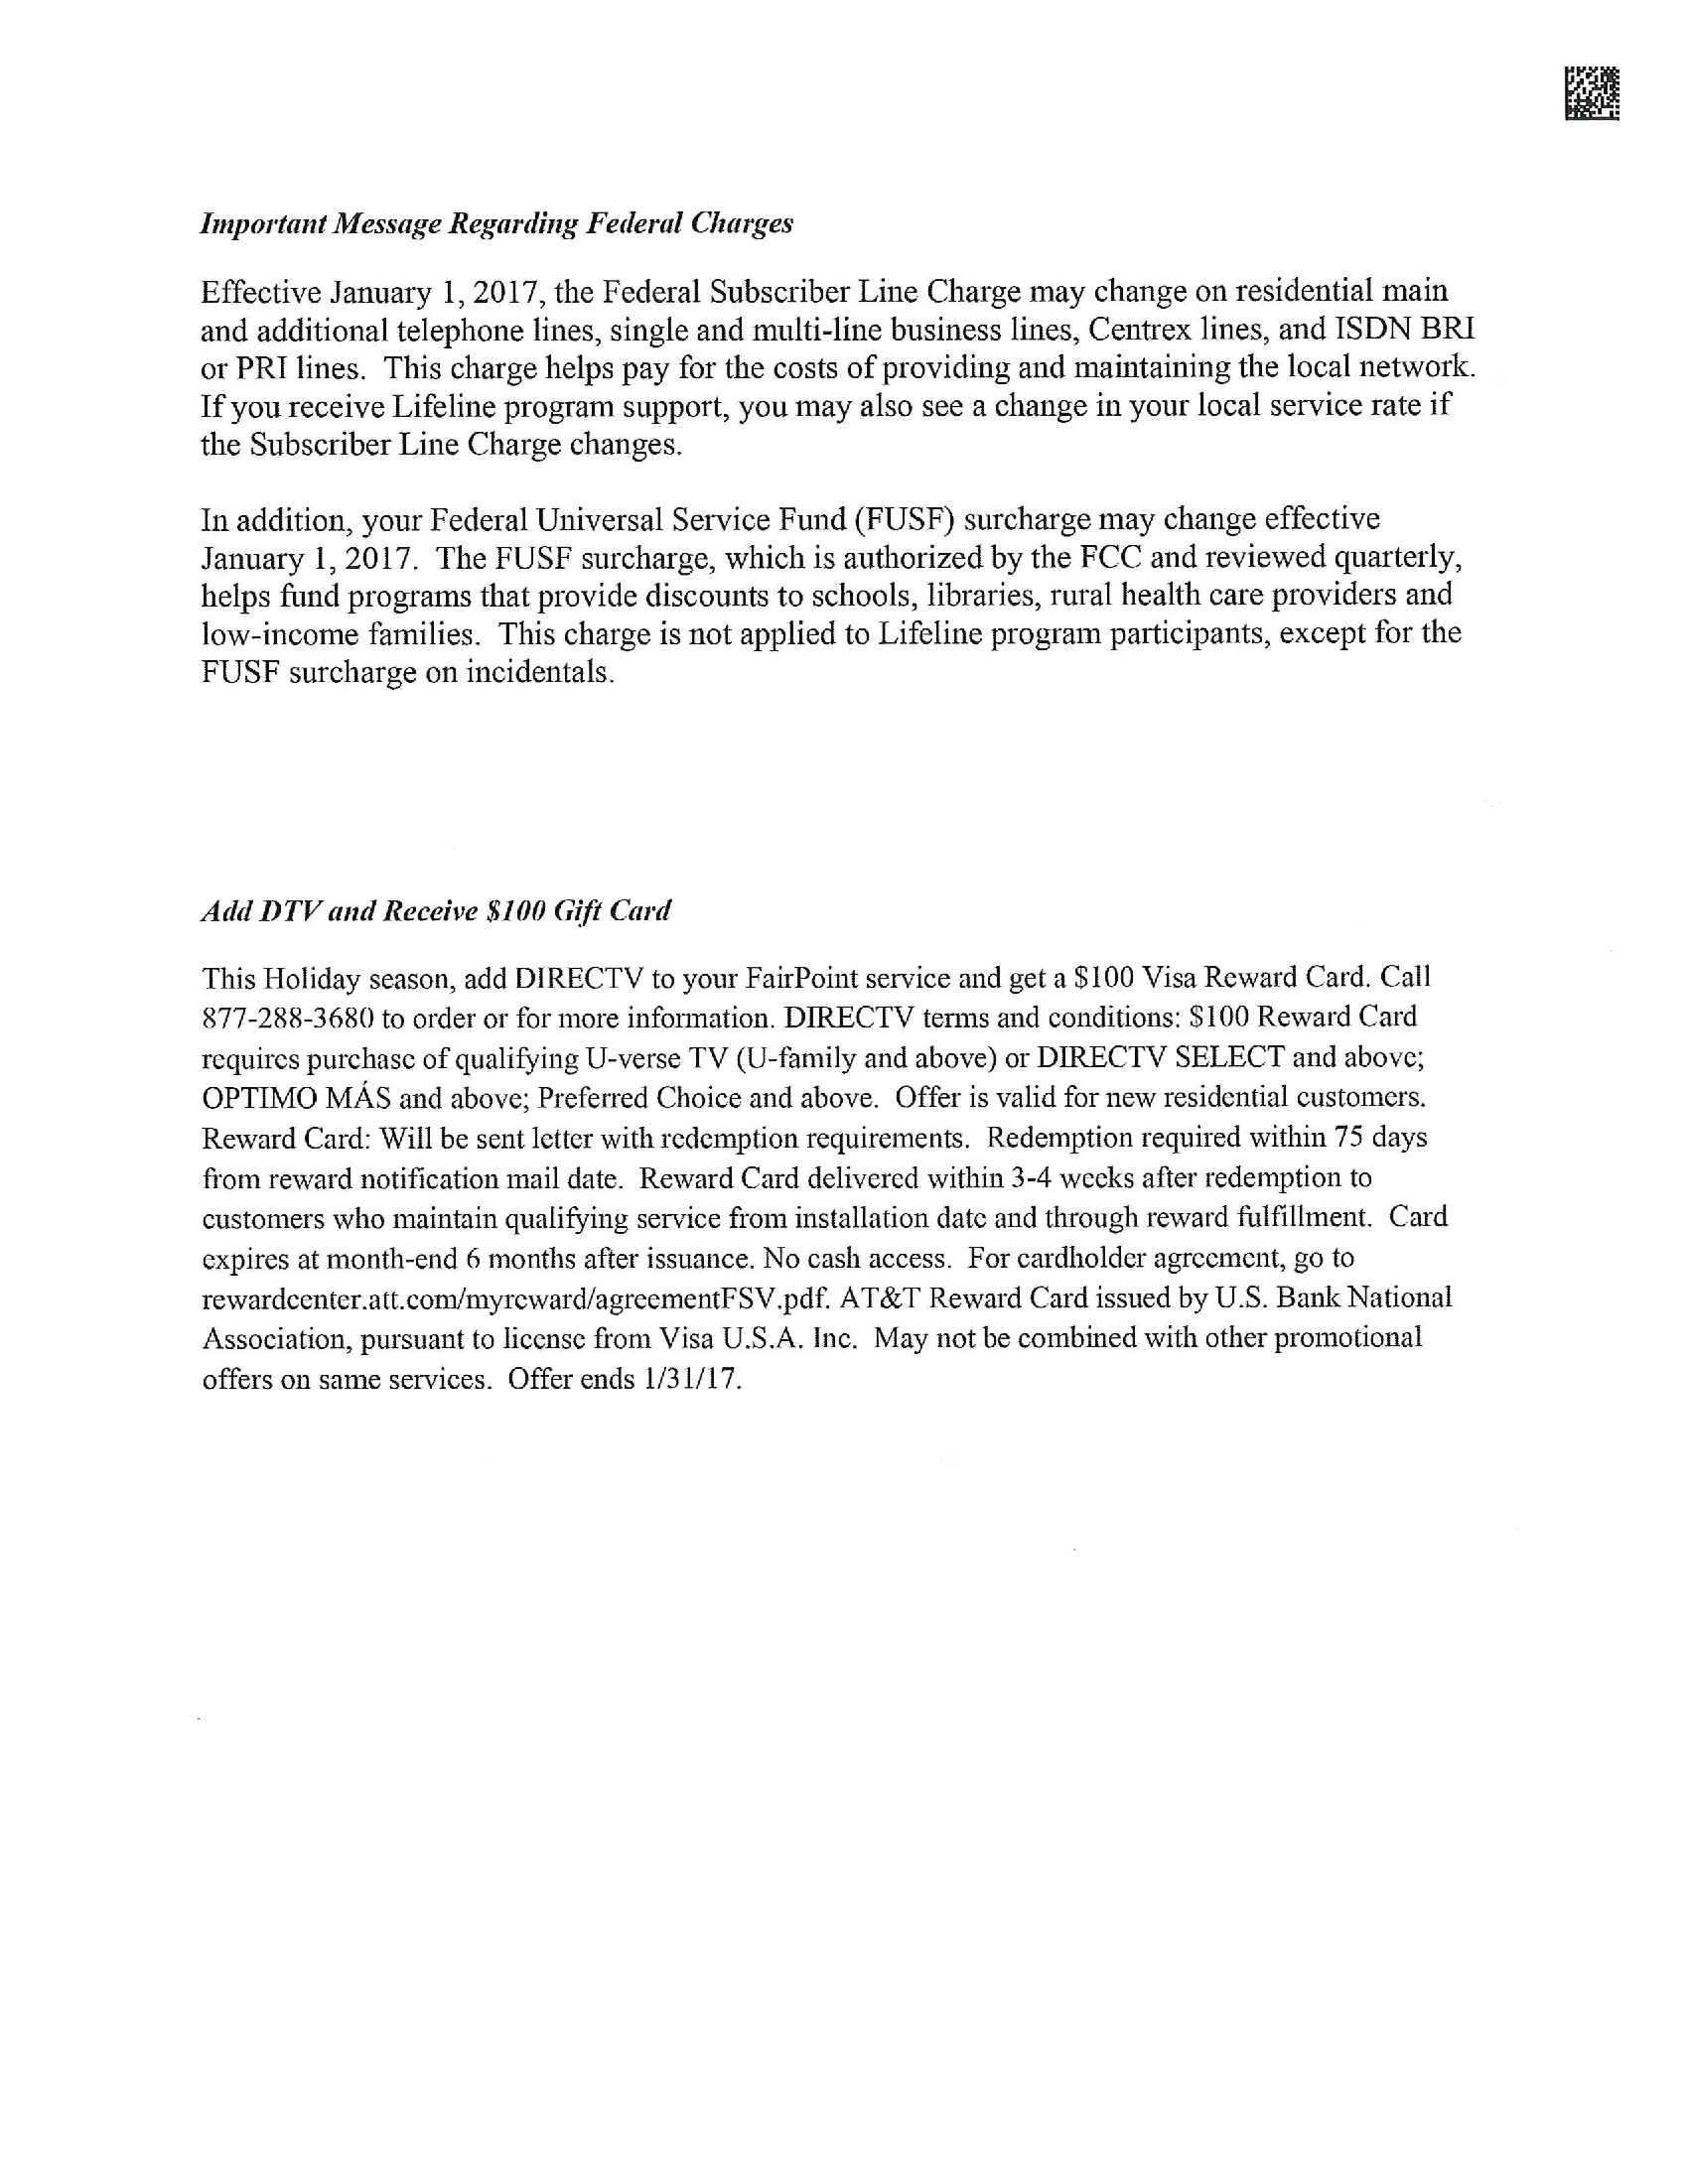 Important Message Regarding Federal Charges
Effective January 1, 2017, the Federal Subscriber Line Charge may change on residential main
and additional telephone lines, single and multi-line business lines, Centrex lines, and ISDN BRI
or PRI lines.  This charge helps pay for the costs of providing and maintaining the local network.
If you receive Lifeline program support, you may also see a change in your local service rate if
the Subscriber Line Charge changes.
In addition, your Federal Universal Service Fund (FUSF) surcharge may change effective
January 1, 2017.  The FUSF surcharge, which is authorized by the FCC and reviewed quarterly,
helps fund programs that provide discounts to schools, libraries, rural health care providers and
low-income families.  This charge is not applied to Lifeline program participants, except for the
FUSF surcharge on incidentals.
Add DTV and Receive $100 Gift Card
This Holiday season, add DIRECTV to your FairPoint service and get a $100 Visa Reward Card. Call
877-288-3680 to order or for more information. DIRECTV terms and conditions: $100 Reward Card
requires purchase of qualifying U-verse TV (U-family and above) or DIRECTV SELECT and above;
OPTIMO MÁS and above; Preferred Choice and above.  Offer is valid for new residential customers.
Reward Card: Will be sent letter with redemption requirements.  Redemption required within 75 days
from reward notification mail date.  Reward Card delivered within 3-4 weeks after redemption to
customers who maintain qualifying service from installation date and through reward fulfillment.  Card
expires at month-end 6 months after issuance. No cash access.  For cardholder agreement, go to
rewardcenter.att.com/myreward/agreementFSV.pdf. AT&T Reward Card issued by U.S. Bank National
Association, pursuant to license from Visa U.S.A. Inc.  May not be combined with other promotional
offers on same services.  Offer ends 1/31/17.